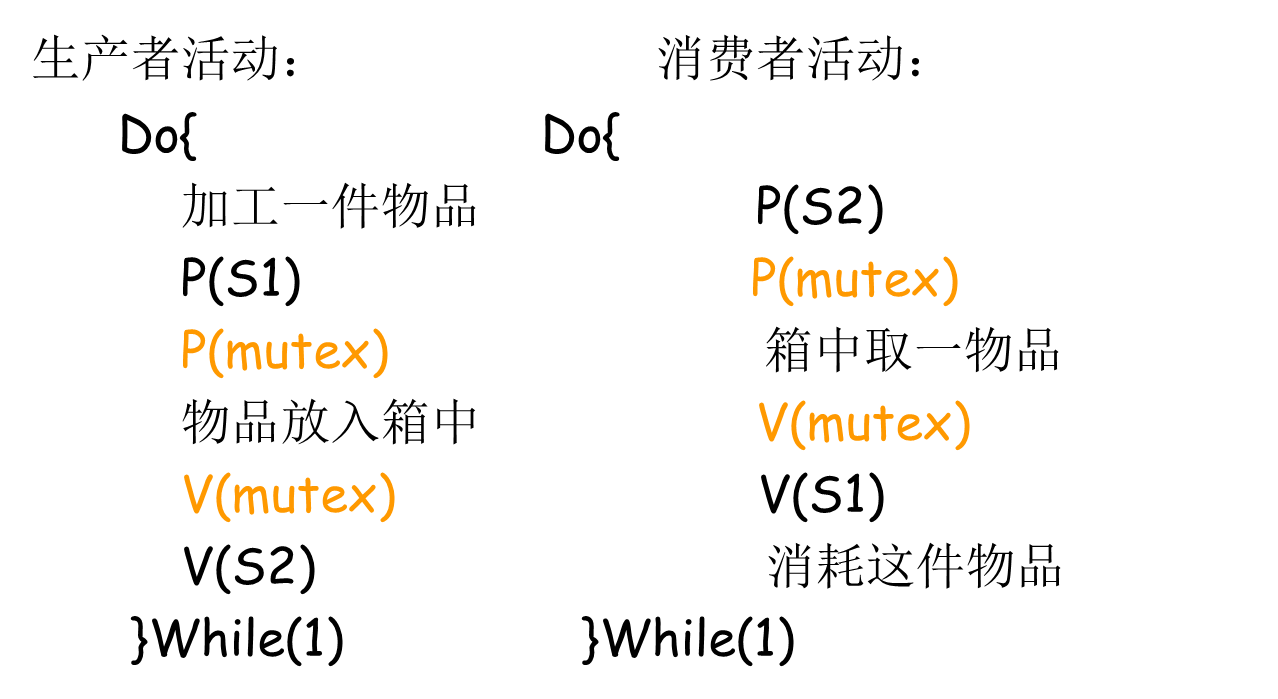 生产者活动： 消费者活动：
Do{ Do{
加工一件物品 P(S2)
P(S1) P(mutex)
P(mutex) 箱中取一物品
物品放入箱中 V(mutex)
V(mutex) V(S1)
V(S2) 消耗这件物品
}While(1) }While(1)